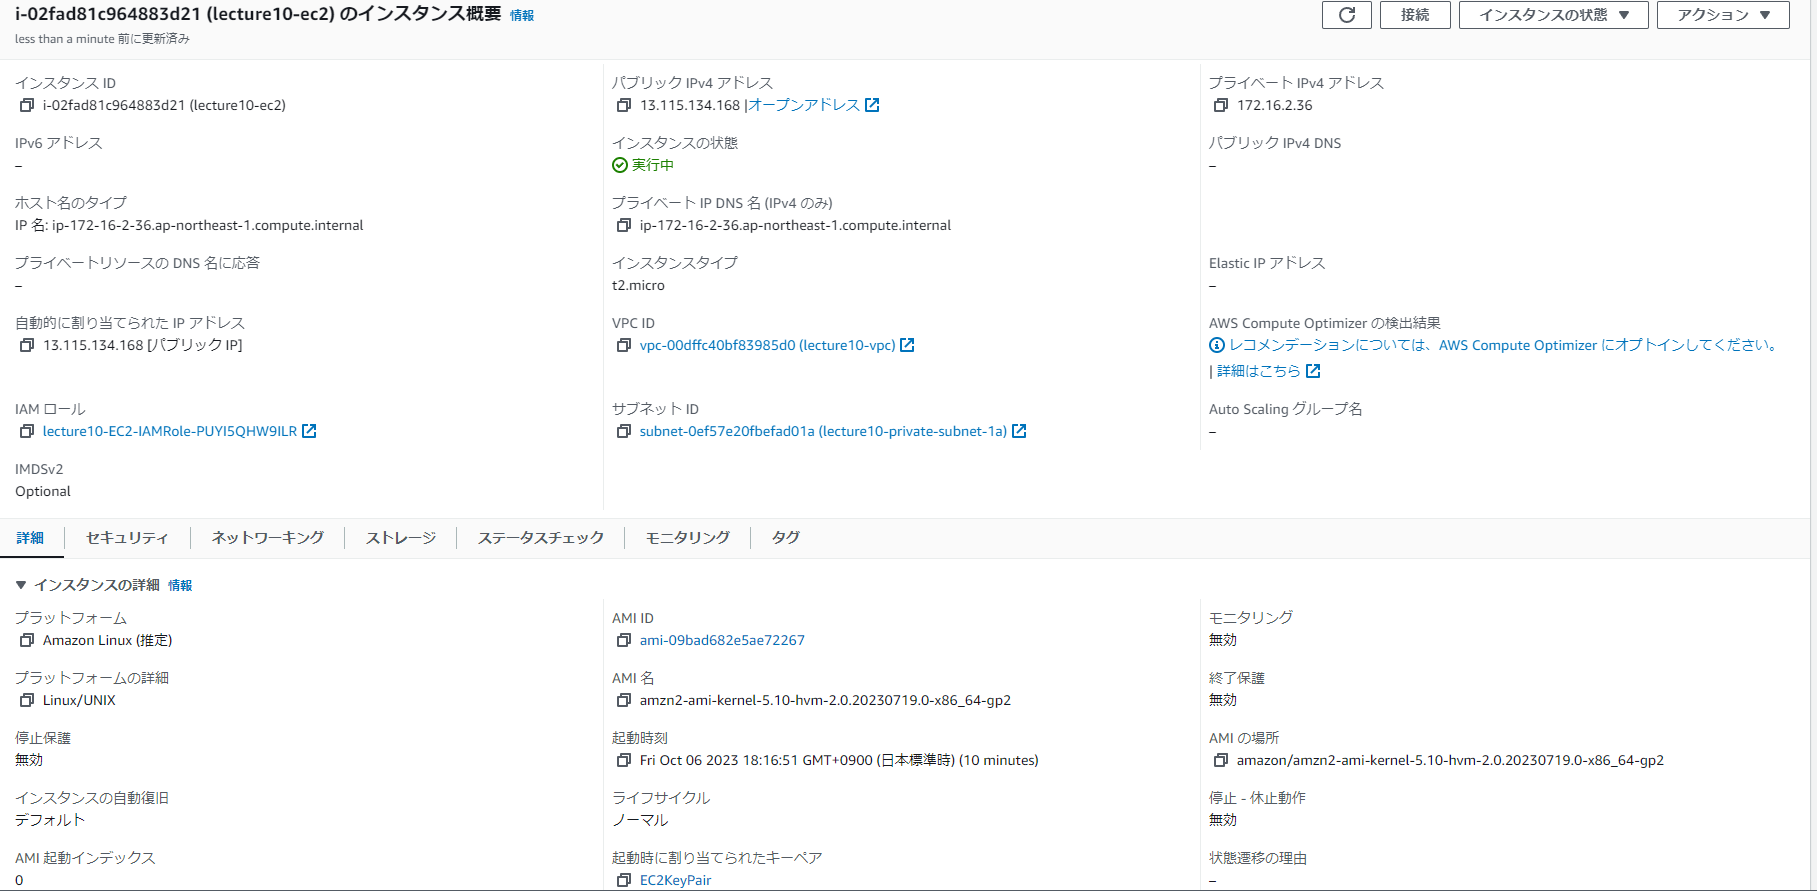 i-02fad81c964883d21 (lecture10-ec2) のインスタンス概要 情報
less than a minute 前に更新済み
接続
インスタンスの状態 ▼
アクション ▼
インスタンス ID
i-02fad81c964883d21 (lecture10-ec2)
パブリック IPv4 アドレス
13.115.134.168 |オープンアドレス
プライベート IPv4 アドレス
172.16.2.36
IPv6 アドレス
–
インスタンスの状態
実行中
パブリック IPv4 DNS
–
ホスト名のタイプ
IP 名: ip-172-16-2-36.ap-northeast-1.compute.internal
プライベート IP DNS 名 (IPv4 のみ)
ip-172-16-2-36.ap-northeast-1.compute.internal
プライベートリソースの DNS 名に応答
–
インスタンスタイプ
t2.micro
Elastic IP アドレス
–
自動的に割り当てられた IP アドレス
13.115.134.168 [パブリック IP]
VPC ID
vpc-00dffc40bf83985d0 (lecture10-vpc)
AWS Compute Optimizer の検出結果
レコメンデーションについては、AWS Compute Optimizer にオプトインしてください。
| 詳細はこちら
IAM ロール
lecture10-EC2-IAMRole-PUYI5QHW9ILR
サブネット ID
subnet-0ef57e20fbefad01a (lecture10-private-subnet-1a)
Auto Scaling グループ名
–
IMDSv2
Optional
詳細
セキュリティ
ネットワーキング
ストレージ
ステータスチェック
モニタリング
タグ
▼ インスタンスの詳細 情報
プラットフォーム
Amazon Linux (推定)
AMI ID
ami-09bad682e5ae72267
モニタリング
無効
プラットフォームの詳細
Linux/UNIX
AMI 名
amzn2-ami-kernel-5.10-hvm-2.0.20230719.0-x86_64-gp2
終了保護
無効
停止保護
無効
起動時刻
Fri Oct 06 2023 18:16:51 GMT+0900 (日本標準時) (10 minutes)
AMI の場所
amazon/amzn2-ami-kernel-5.10-hvm-2.0.20230719.0-x86_64-gp2
インスタンスの自動復旧
デフォルト
ライフサイクル
ノーマル
停止 - 休止動作
無効
AMI 起動インデックス
0
起動時に割り当てられたキーペア
EC2KeyPair
状態遷移の理由
–